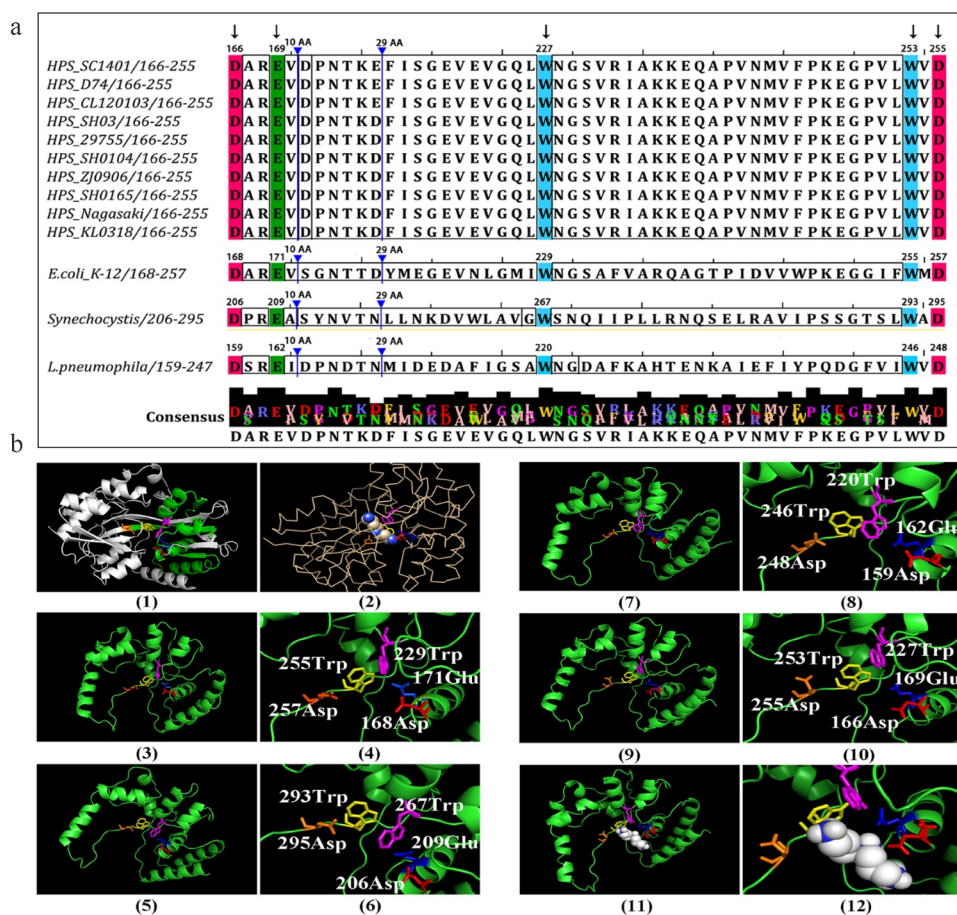 a
166 169 10 AA 29 AA 227 253 255
HPS_SC1401/166-255 DAREVDPNTKEFISGEVEVGQLWNGSVRIAKKEQAPVNMVFPKEGPVLWVD
HPS_D74/166-255 DAREVDPNTKDFISGEVEVGQLWNGSVRIAKKEQAPVNMVFPKEGPVLWVD
HPS_CL120103/166-255 DAREVDPNTKDFISGEVEVGQLWNGSVRIAKKEQAPVNMVFPKEGPVLWVD
HPS_SH03/166-255 DAREVDPNTKDFISGEVEVGQLWNGSVRIAKKEQAPVNMVFPKEGPVLWVD
HPS_29755/166-255 DAREVDPNTKDFISGEVEVGQLWNGSVRIAKKEQAPVNMVFPKEGPVLWVD
HPS_SH0104/166-255 DAREVDPNTKDFISGEVEVGQLWNGSVRIAKKEQAPVNMVFPKEGPVLWVD
HPS_ZJ0906/166-255 DAREVDPNTKDFISGEVEVGQLWNGSVRIAKKEQAPVNMVFPKEGPVLWVD
HPS_SH0165/166-255 DAREVDPNTKDFISGEVEVGQLWNGSVRIAKKEQAPVNMVFPKEGPVLWVD
HPS_Nagasaki/166-255 DAREVDPNTKDFISGEVEVGQLWNGSVRIAKKEQAPVNMVFPKEGPVLWVD
HPS_KL0318/166-255 DAREVDPNTKDFISGEVEVGQLWNGSVRIAKKEQAPVNMVFPKEGPVLWVD
168 171 10 AA 29 AA 229 255 257
E.coli_K-12/168-257 DAREVSGNTTDYMEGEVNLGMIWNGSAFVARQAGTPIDVVWPKEGGIFWMD
206 209 10 AA 29 AA 267 293 295
Synechocystis/206-295 DPREASYNVTNLLNKDVWLAVGWSNQIIPLLRNQSELRAVIPSSGTSLWAD
159 162 10 AA 29 AA 220 246 248
L.pneumophila/159-247 DSREIDPNDTNMIDEDAFIGSAWNGDAFKAHTENKAIEFIYPQDGFVIWVD
Consensus
DAREVDPNTKDFISGEVEVGQLWNGSVRIAKKEQAPVNMVFPKEGPVLWVD
b
(1)
(2)
(7)
220Trp
246Trp
162Glu
248Asp
159Asp
(8)
(3)
255Trp
229Trp
171Glu
257Asp
168Asp
(4)
(9)
253Trp
227Trp
169Glu
255Asp
166Asp
(10)
(5)
293Trp
267Trp
295Asp
209Glu
206Asp
(6)
(11)
(12)